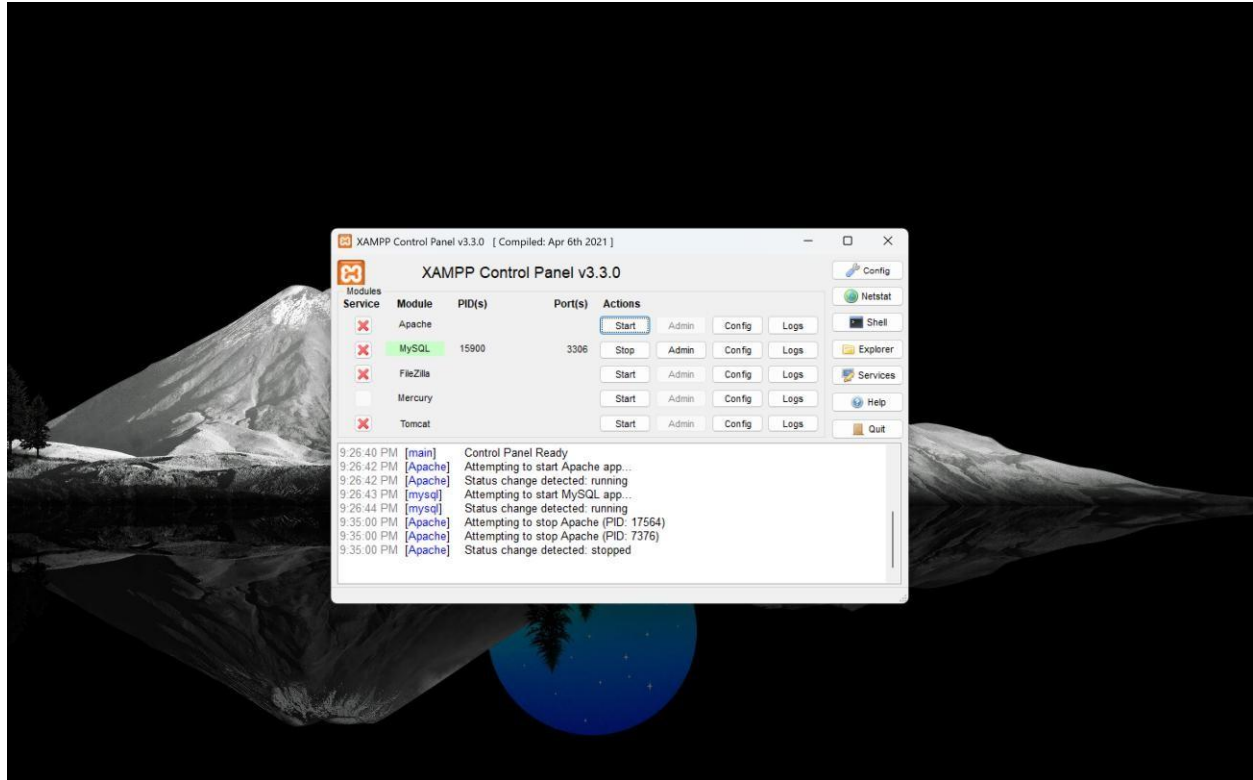 XAMPP Control Panel v3.3.0 [ Compiled: Apr 6th 2021 ]
XAMPP Control Panel v3.3.0
Config
Netstat
Shell
Explorer
Services
Help
Quit
Modules
Service Module PID(s) Port(s) Actions
Apache Start Admin Config Logs
MySQL 15900 3306 Stop Admin Config Logs
FileZilla Start Admin Config Logs
Mercury Start Admin Config Logs
Tomcat Start Admin Config Logs
9:26:40 PM [main] Control Panel Ready
9:26:42 PM [Apache] Attempting to start Apache app...
9:26:42 PM [Apache] Status change detected: running
9:26:43 PM [mysql] Attempting to start MySQL app...
9:26:44 PM [mysql] Status change detected: running
9:35:00 PM [Apache] Attempting to stop Apache (PID: 17564)
9:35:00 PM [Apache] Attempting to stop Apache (PID: 7376)
9:35:00 PM [Apache] Status change detected: stopped